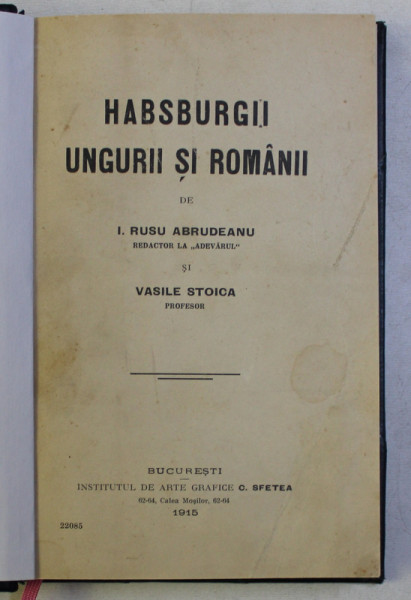 HABSBURGII
UNGURII ȘI ROMÂNII
DE
I. RUSU ABRUDEANU
REDACTOR LA „ADEVĂRUL"
ȘI
VASILE STOICA
PROFESOR
BUCUREȘTI
INSTITUTUL DE ARTE GRAFICE C. SFETEA
62-64, Calea Moșilor, 62-64
1915
22085